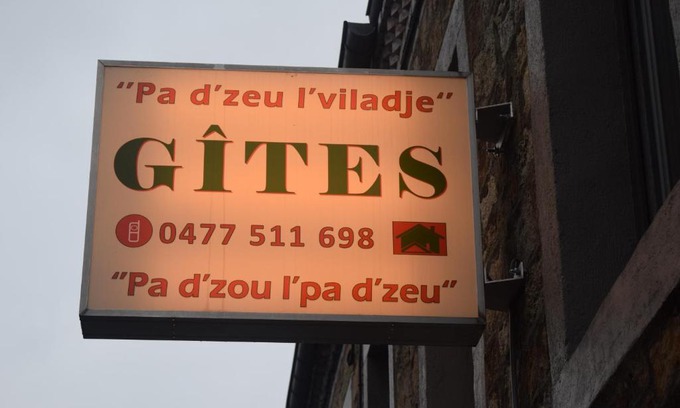 “Pa d’zeu l’viladje“
GÎTES
0477 511 698
“Pa d’zou l’pa d’zeu“